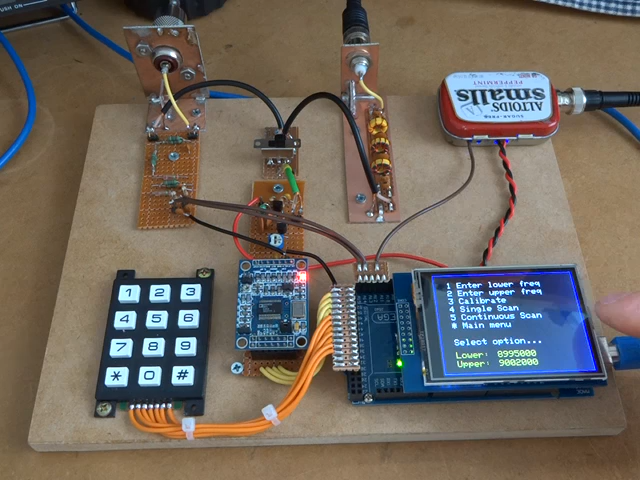 USH ON
ALTOIDS
smalls
PEPPERMINT
SUGAR-FREE
1 Enter lower freq
2 Enter upper freq
3 Calibrate
4 Single Scan
5 Continuous Scan
* Main menu
Select option...
Lower: 8995000
Upper: 9002000
1 2 3
4 5 6
7 8 9
* 0 #